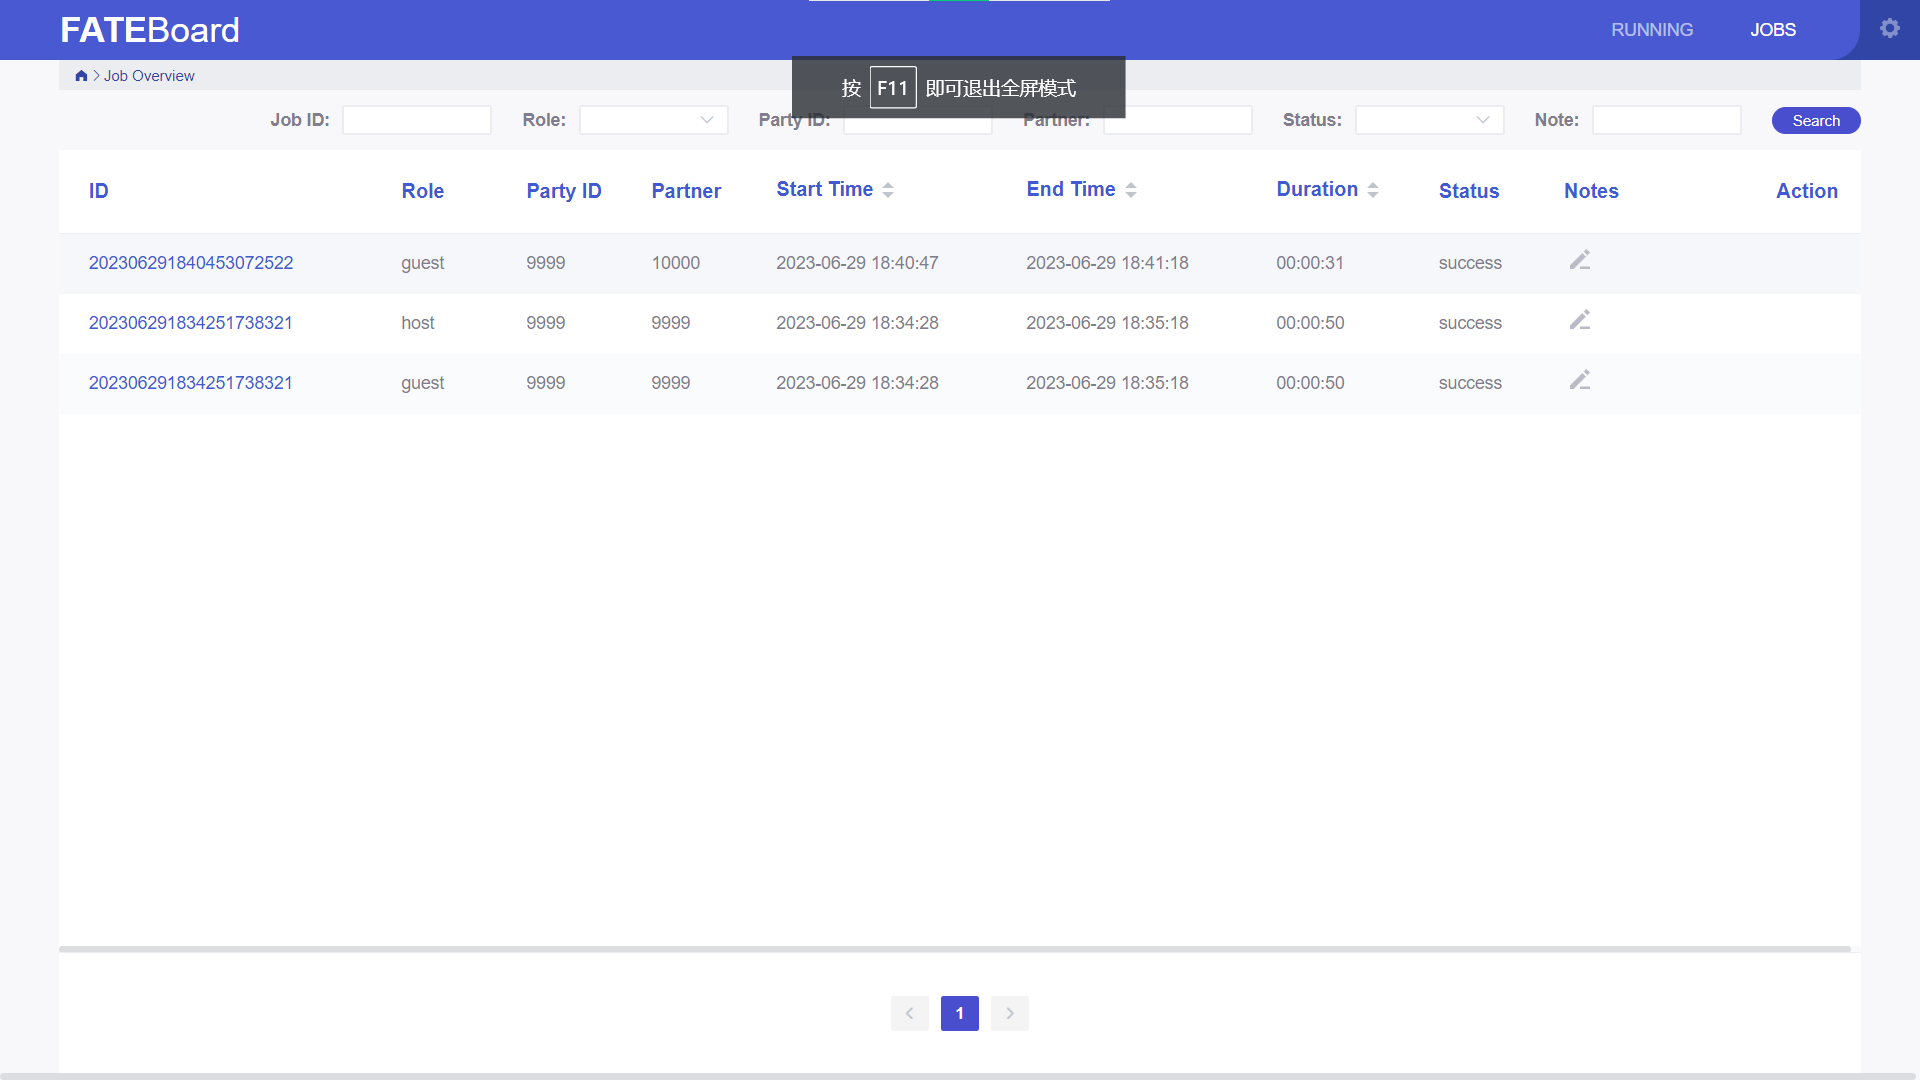 FATEBoard
RUNNING JOBS
Job Overview
按 F11 即可退出全屏模式
Job ID: Role: Party ID: Partner: Status: Note: Search
ID Role Party ID Partner Start Time End Time Duration Status Notes Action
202306291840453072522 guest 9999 10000 2023-06-29 18:40:47 2023-06-29 18:41:18 00:00:31 success
202306291834251738321 host 9999 9999 2023-06-29 18:34:28 2023-06-29 18:35:18 00:00:50 success
202306291834251738321 guest 9999 9999 2023-06-29 18:34:28 2023-06-29 18:35:18 00:00:50 success
1